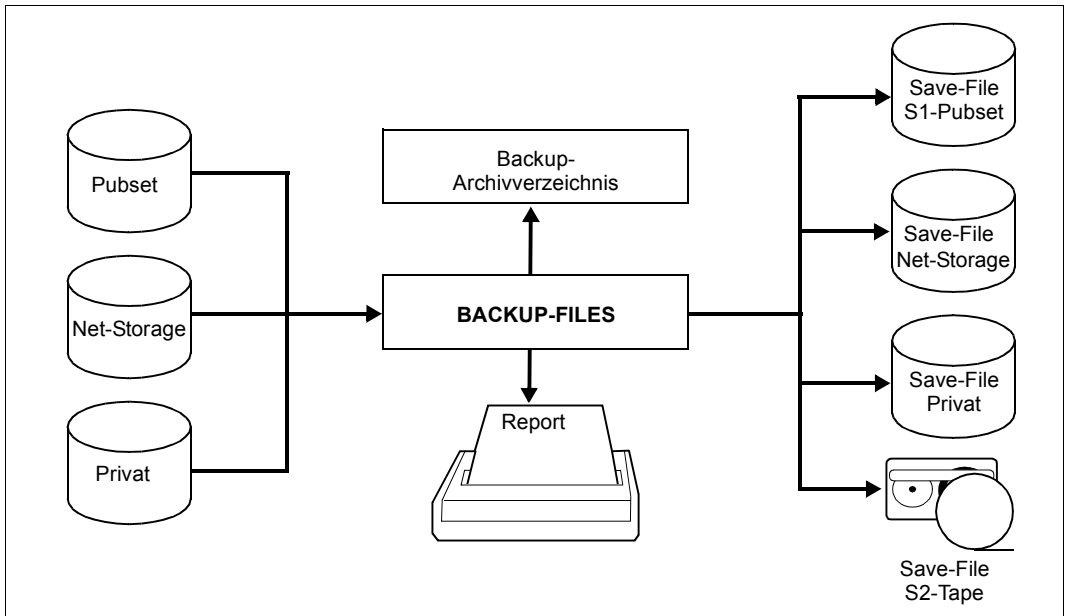 Pubset
Net-Storage
Privat
Backup-
Archivverzeichnis
BACKUP-FILES
Report
Save-File
S1-Pubset
Save-File
Net-Storage
Save-File
Privat
Save-File
S2-Tape